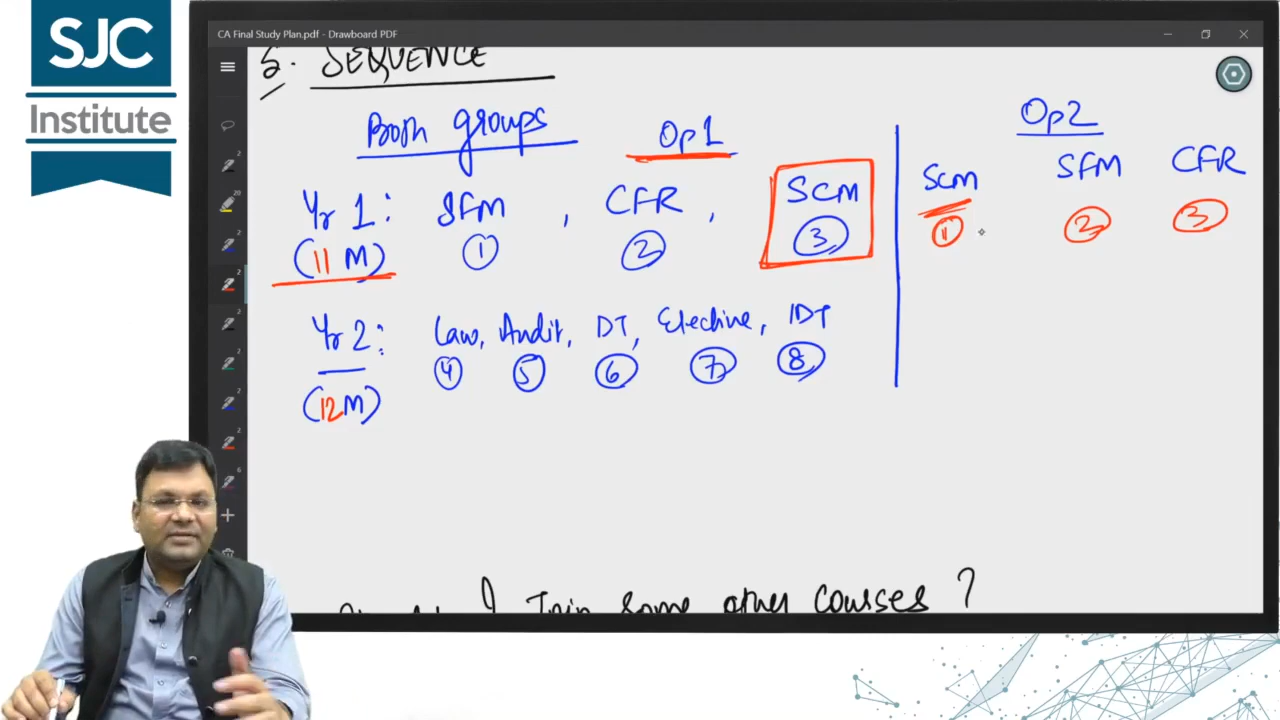 SJC
Institute
CA Final Study Plan.pdf - Drawboard PDF
5. SEQUENCE
Both groups Op1
Yr 1: SFM, CFR, SCM
(11 M) 1 2 3
Yr 2: Law, Audit, DT, Elective, IDT
(12M) 4 5 6 7 8
Op2
SCM SFM CFR
1 2 3
I Join some other courses ?